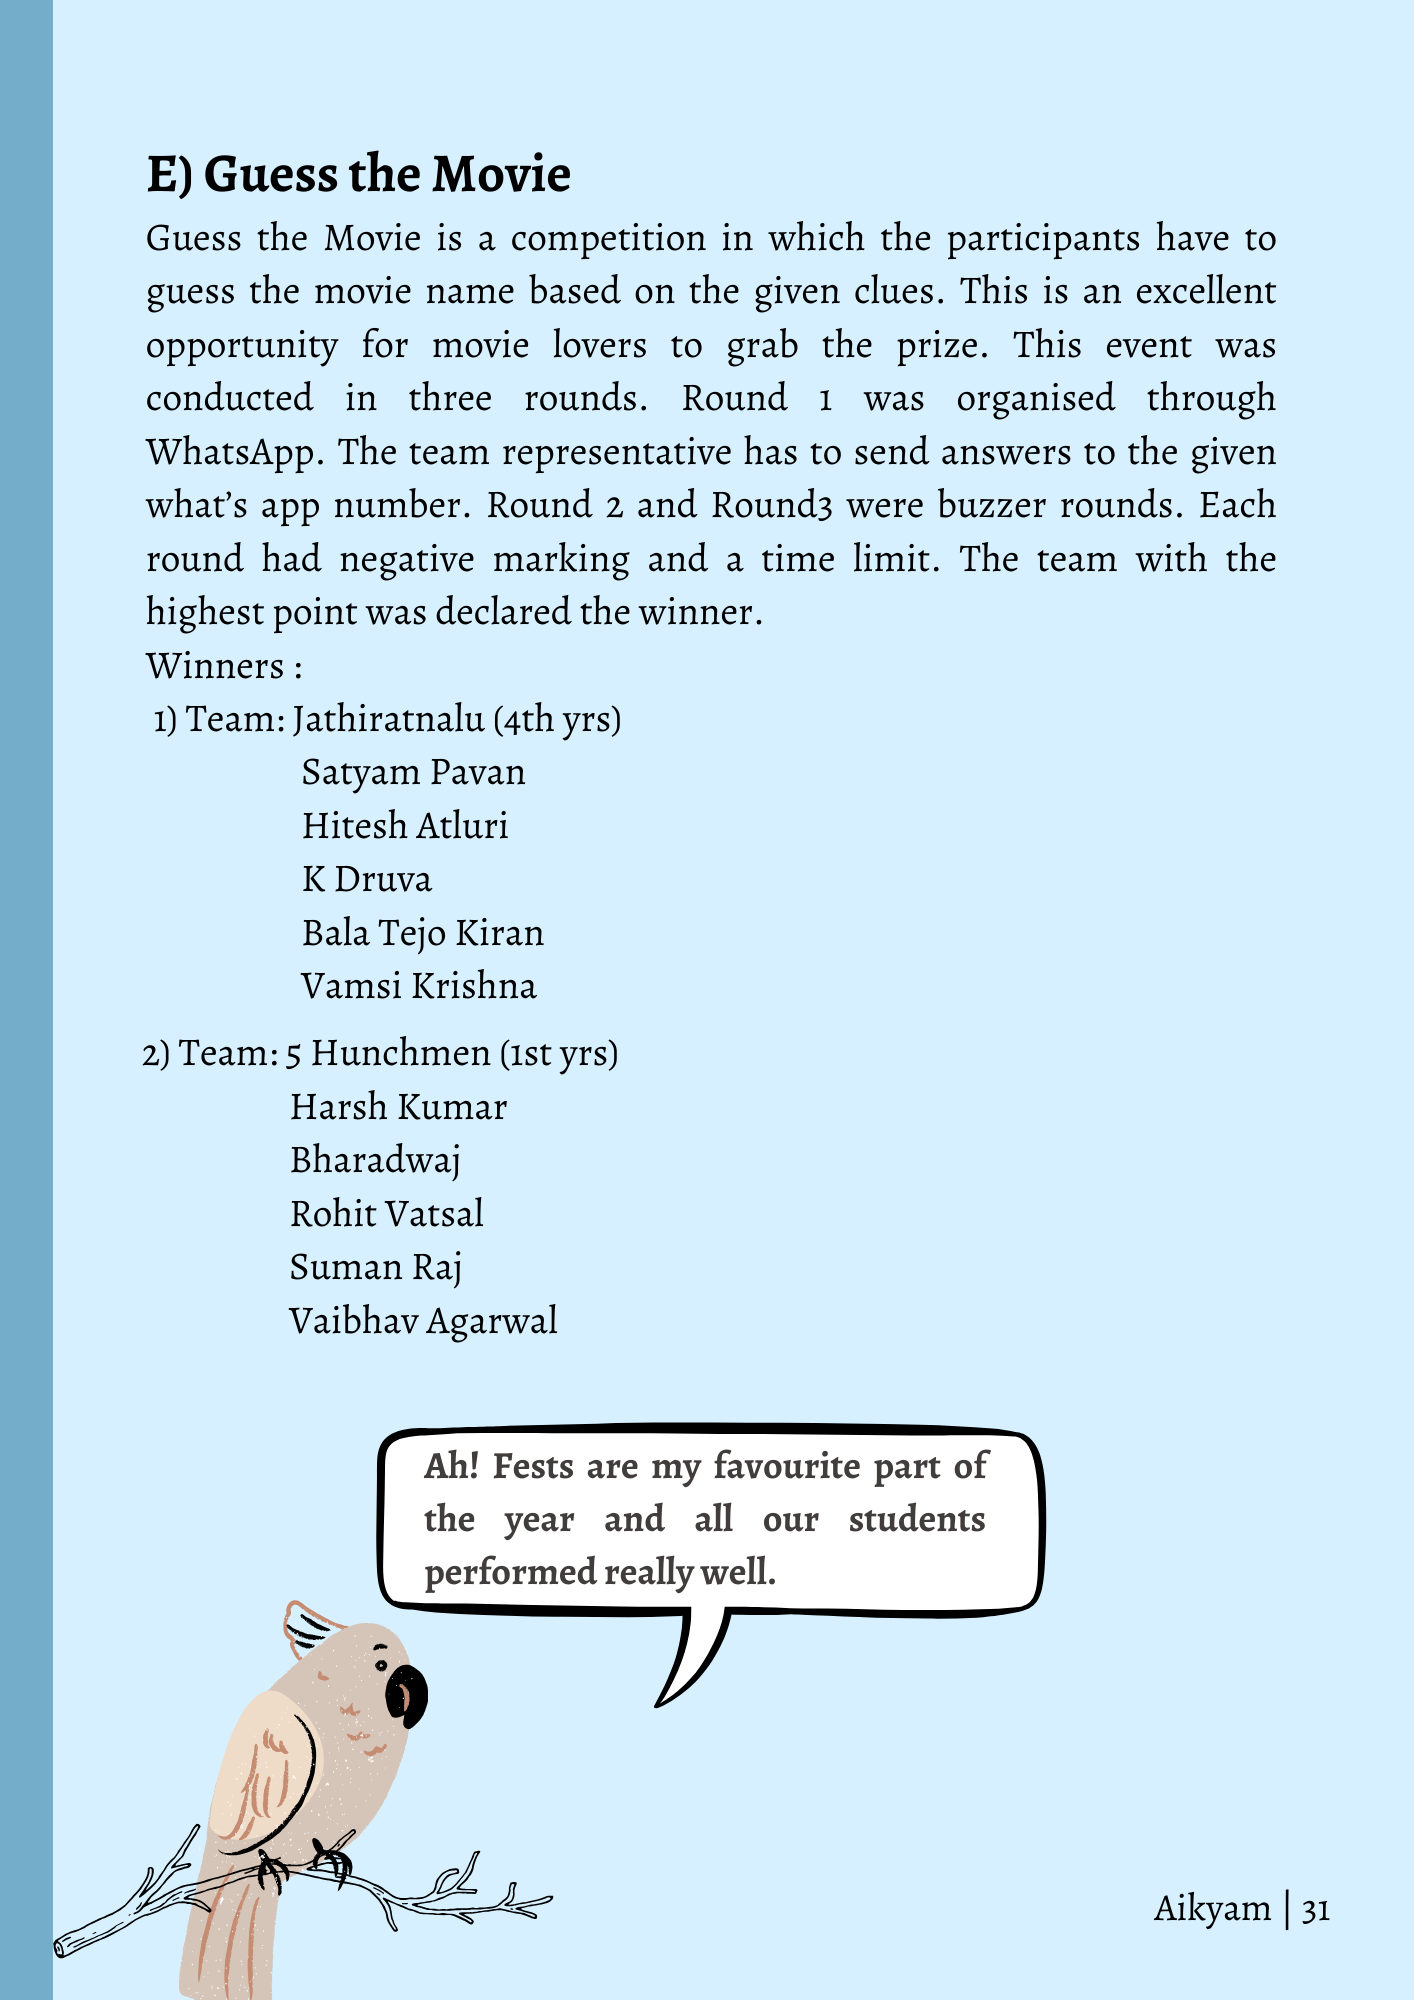 E) Guess the Movie
Guess the Movie is a competition in which the participants have to
guess the movie name based on the given clues. This is an excellent
opportunity for movie lovers to grab the prize. This event was
conducted in three rounds. Round 1 was organised through
WhatsApp. The team representative has to send answers to the given
what’s app number. Round 2 and Round3 were buzzer rounds. Each
round had negative marking and a time limit. The team with the
highest point was declared the winner.
Winners :
1) Team: Jathiratnalu (4th yrs)
Satyam Pavan
Hitesh Atluri
K Druva
Bala Tejo Kiran
Vamsi Krishna
2) Team: 5 Hunchmen (1st yrs)
Harsh Kumar
Bharadwaj
Rohit Vatsal
Suman Raj
Vaibhav Agarwal
Ah! Fests are my favourite part of
the year and all our students
performed really well.
Aikyam | 31